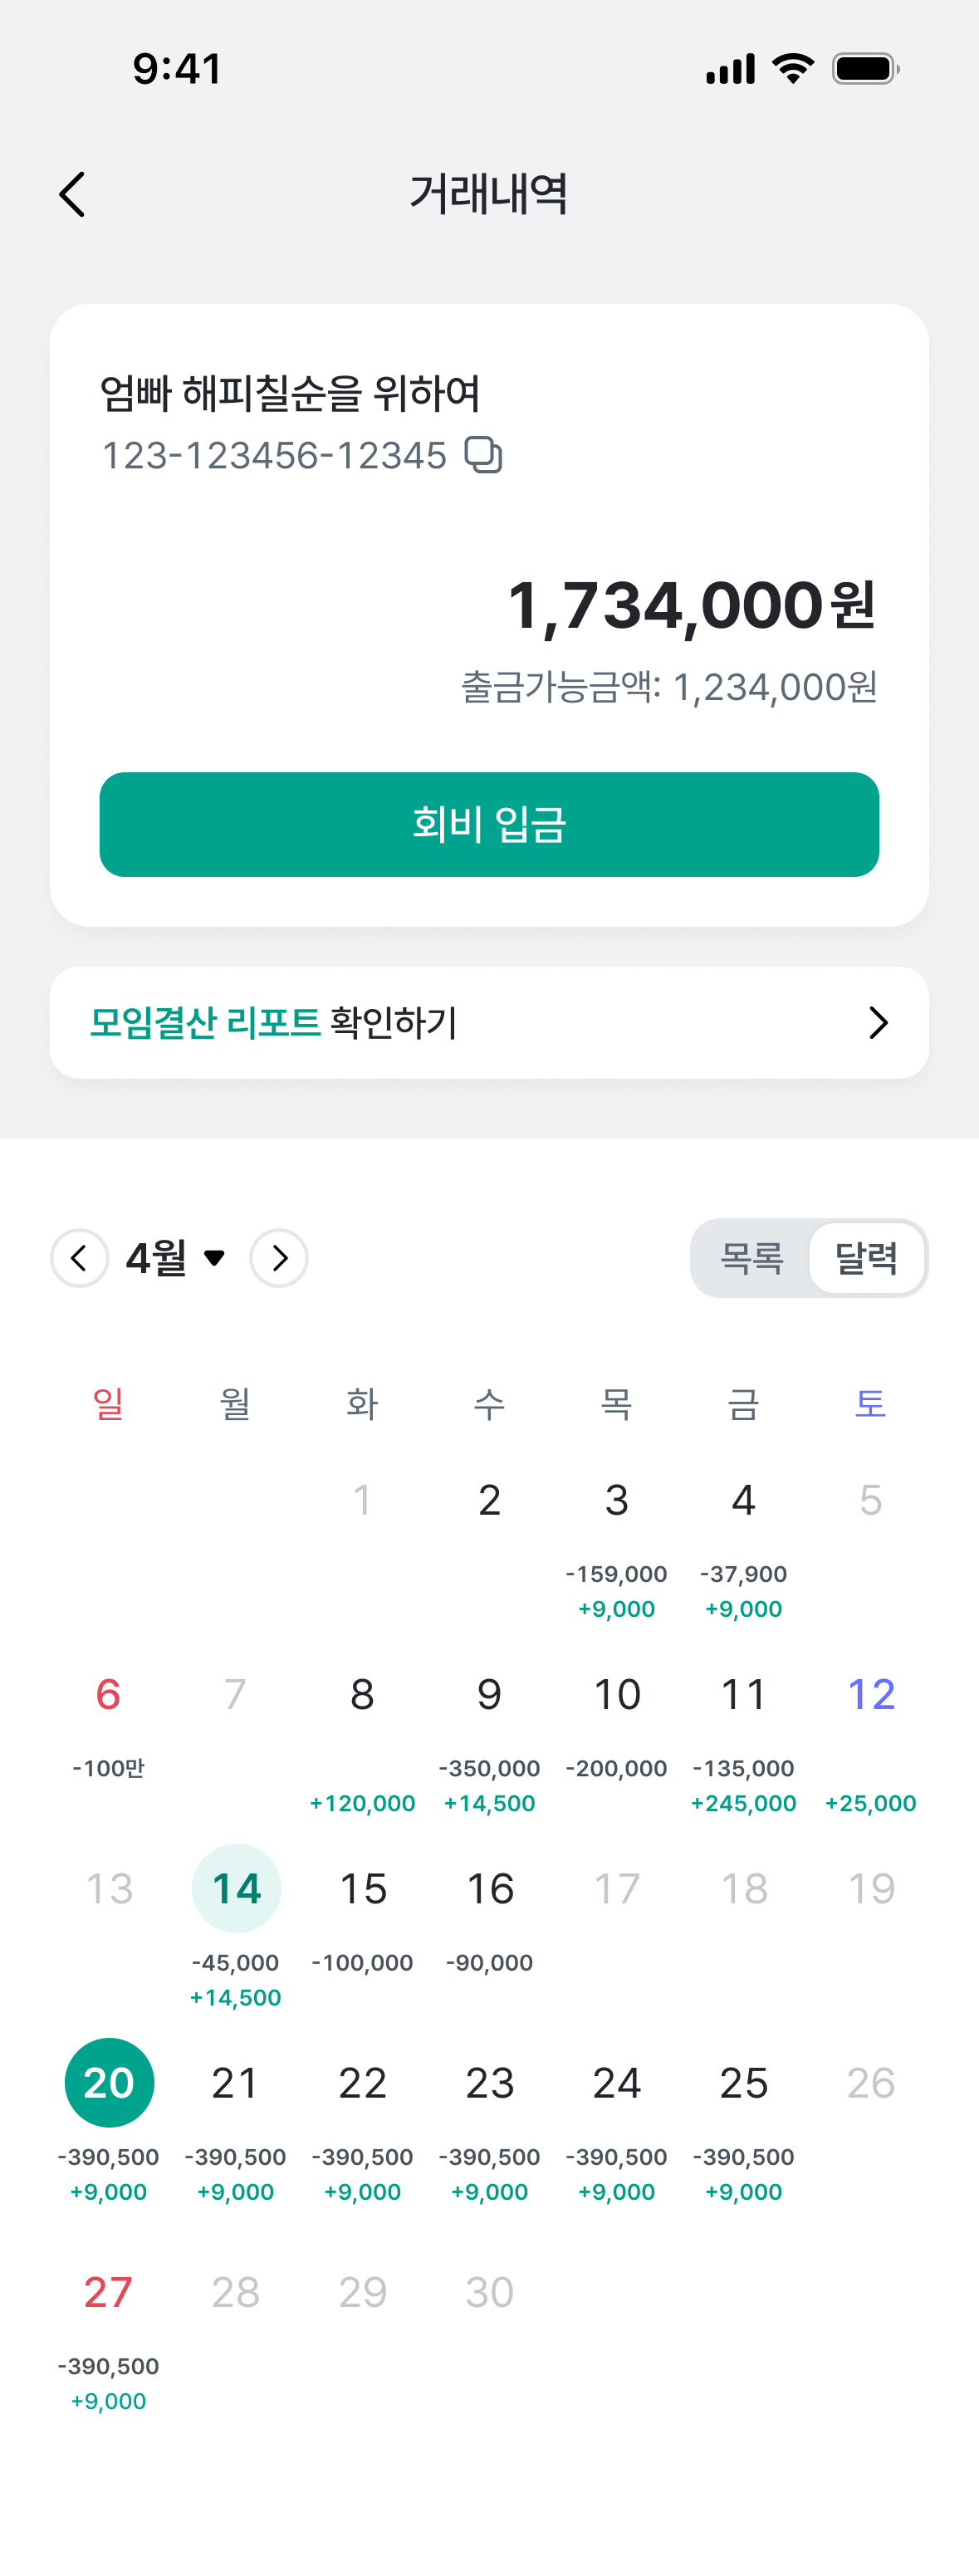 9:41
거래내역
엄빠 해피칠순을 위하여
123-123456-12345
1,734,000원
출금가능금액: 1,234,000원
회비 입금
모임결산 리포트 확인하기
4월 목록 달력
일 월 화 수 목 금 토
1 2 3 4 5
-159,000 -37,900
+9,000 +9,000
6 7 8 9 10 11 12
-100만 -350,000 -200,000 -135,000
+120,000 +14,500 +245,000 +25,000
13 14 15 16 17 18 19
-45,000 -100,000 -90,000
+14,500
20 21 22 23 24 25 26
-390,500 -390,500 -390,500 -390,500 -390,500 -390,500
+9,000 +9,000 +9,000 +9,000 +9,000 +9,000
27 28 29 30
-390,500
+9,000